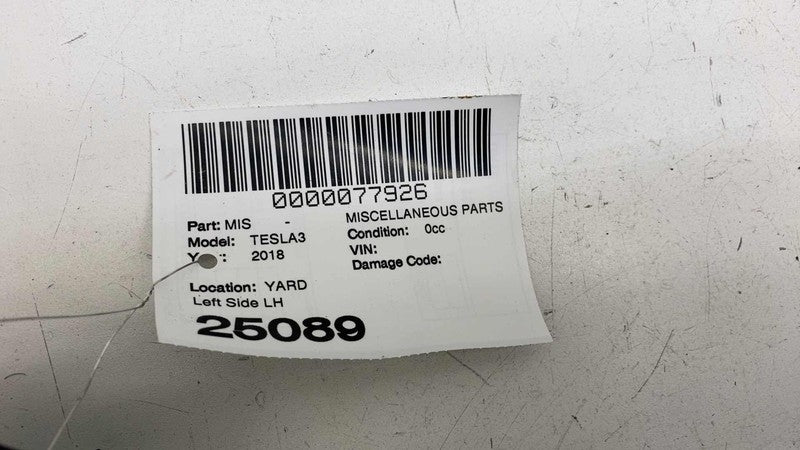 0000077926
Part: MIS - MISCELLANEOUS PARTS
Model: TESLA3 Condition: 0cc
2018 VIN:
Damage Code:
Location: YARD
Left Side LH
25089